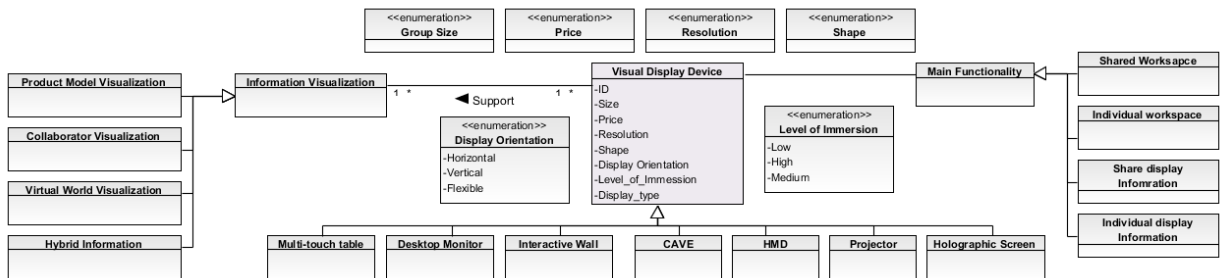 <<enumeration>>
Group Size
<<enumeration>>
Price
<<enumeration>>
Resolution
<<enumeration>>
Shape
Product Model Visualization
Collaborator Visualization
Virtual World Visualization
Hybrid Information
Information Visualization
1 *
Support
1 *
<<enumeration>>
Display Orientation
-Horizontal
-Vertical
-Flexible
Visual Display Device
-ID
-Size
-Price
-Resolution
-Shape
-Display Orientation
-Level_of_Immession
-Display_type
<<enumeration>>
Level of Immersion
-Low
-High
-Medium
Main Functionality
Shared Worksapce
Individual workspace
Share display
Infomration
Individual display
Information
Multi-touch table
Desktop Monitor
Interactive Wall
CAVE
HMD
Projector
Holographic Screen